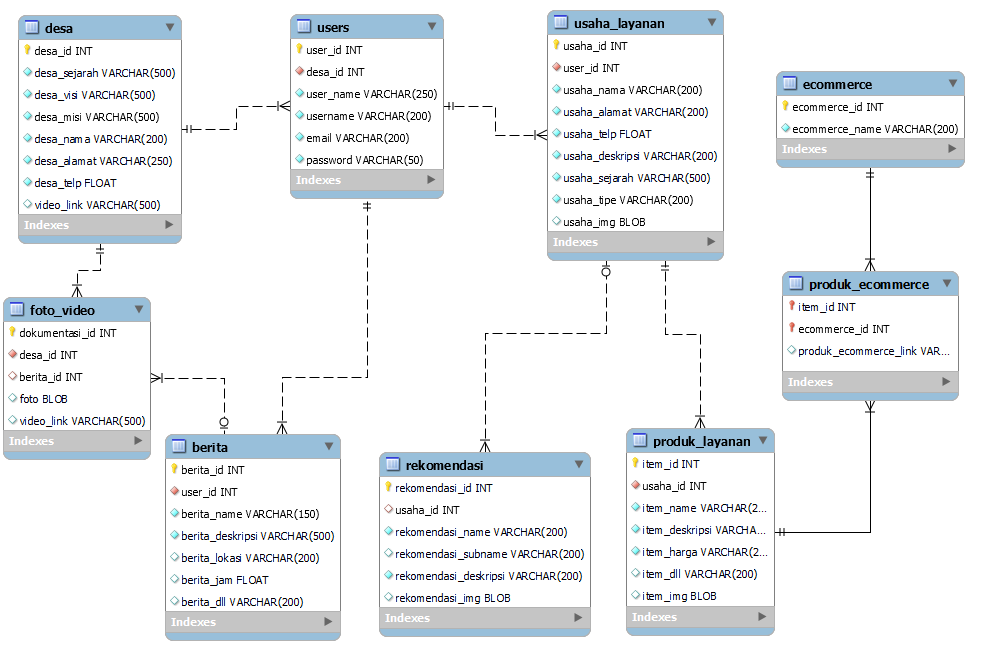 desa
desa_id INT
desa_sejarah VARCHAR(500)
desa_visi VARCHAR(500)
desa_misi VARCHAR(500)
desa_nama VARCHAR(200)
desa_alamat VARCHAR(250)
desa_telp FLOAT
video_link VARCHAR(500)
Indexes
users
user_id INT
desa_id INT
user_name VARCHAR(250)
username VARCHAR(200)
email VARCHAR(200)
password VARCHAR(50)
Indexes
usaha_layanan
usaha_id INT
user_id INT
usaha_nama VARCHAR(200)
usaha_alamat VARCHAR(200)
usaha_telp FLOAT
usaha_deskripsi VARCHAR(200)
usaha_sejarah VARCHAR(500)
usaha_tipe VARCHAR(200)
usaha_img BLOB
Indexes
ecommerce
ecommerce_id INT
ecommerce_name VARCHAR(200)
Indexes
foto_video
dokumentasi_id INT
desa_id INT
berita_id INT
foto BLOB
video_link VARCHAR(500)
Indexes
produk_ecommerce
item_id INT
ecommerce_id INT
produk_ecommerce_link VAR...
Indexes
berita
berita_id INT
user_id INT
berita_name VARCHAR(150)
berita_deskripsi VARCHAR(500)
berita_lokasi VARCHAR(200)
berita_jam FLOAT
berita_dll VARCHAR(200)
Indexes
rekomendasi
rekomendasi_id INT
usaha_id INT
rekomendasi_name VARCHAR(200)
rekomendasi_subname VARCHAR(200)
rekomendasi_deskripsi VARCHAR(200)
rekomendasi_img BLOB
Indexes
produk_layanan
item_id INT
usaha_id INT
item_name VARCHAR(2...
item_deskripsi VARCHA...
item_harga VARCHAR(2...
item_dll VARCHAR(200)
item_img BLOB
Indexes